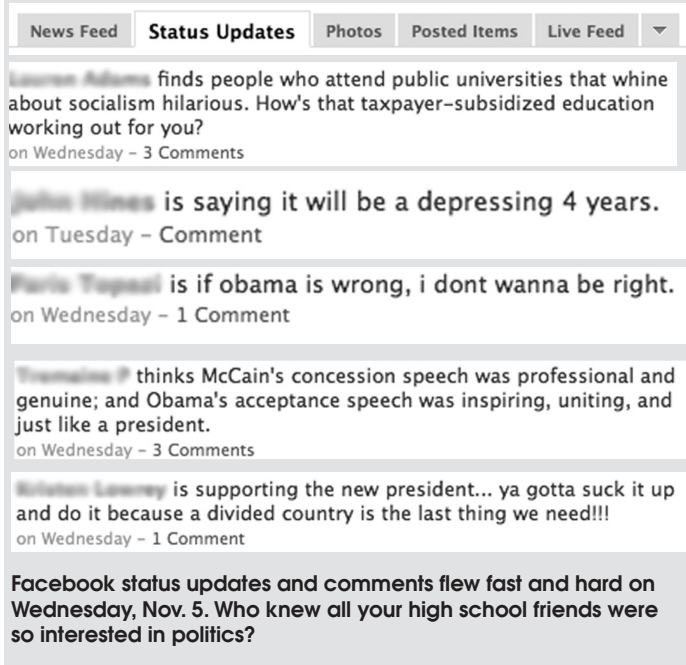 News Feed Status Updates Photos Posted Items Live Feed
finds people who attend public universities that whine
about socialism hilarious. How's that taxpayer-subsidized education
working out for you?
on Wednesday – 3 Comments
is saying it will be a depressing 4 years.
on Tuesday – Comment
is if obama is wrong, i dont wanna be right.
on Wednesday – 1 Comment
thinks McCain's concession speech was professional and
genuine; and Obama's acceptance speech was inspiring, uniting, and
just like a president.
on Wednesday – 3 Comments
is supporting the new president... ya gotta suck it up
and do it because a divided country is the last thing we need!!!
on Wednesday – 1 Comment
Facebook status updates and comments flew fast and hard on
Wednesday, Nov. 5. Who knew all your high school friends were
so interested in politics?